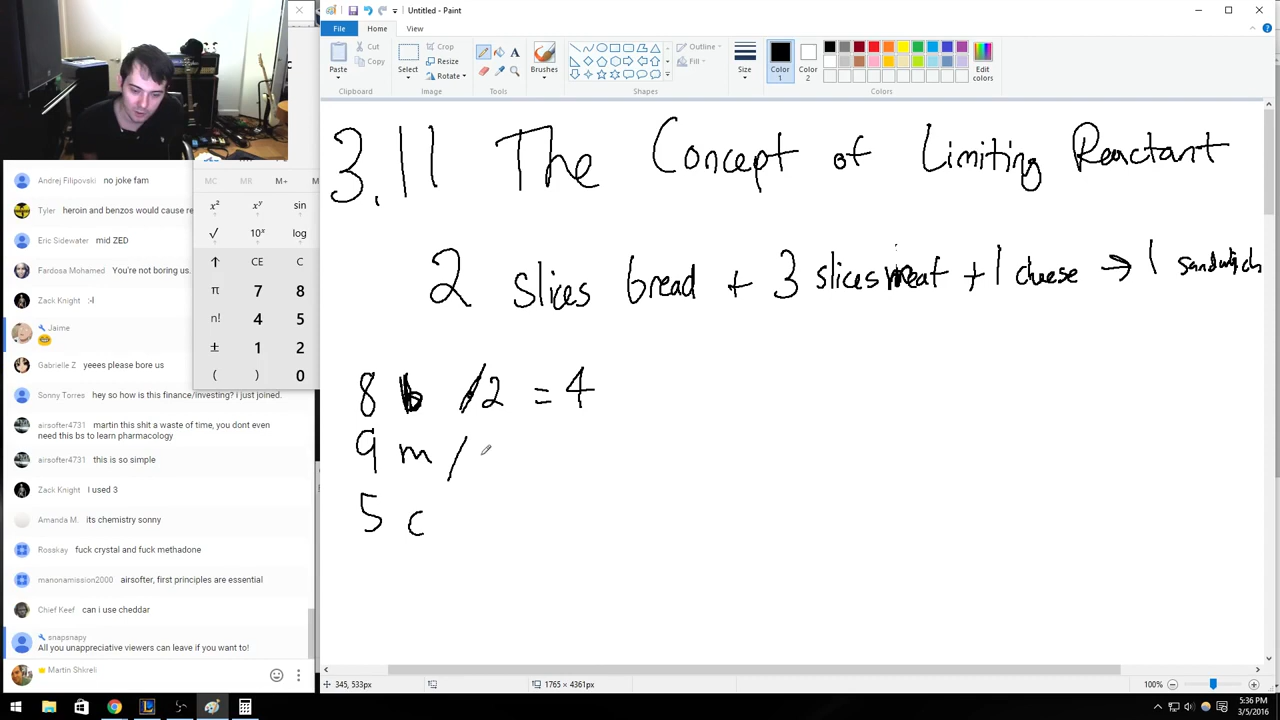 Untitled - Paint
File
Home
View
Paste
Cut
Copy
Clipboard
Select
Crop
Resize
Rotate
Image
Tools
Brushes
Shapes
Outline
Fill
Size
Color 1
Color 2
Edit colors
Colors
3.11 The Concept of Limiting Reactant
2 slices bread + 3 slices meat + 1 cheese → 1 sandwich
8 b /2 = 4
9 m /
5 c
MC MR M+ M
x² xʸ sin
√ 10ˣ log
↑ CE C
π 7 8
n! 4 5
± 1 2
( ) 0
Andrej Filipovski no joke fam
Tyler heroin and benzos would cause re
Eric Sidewater mid ZED
Fardosa Mohamed You're not boring us.
Zack Knight :-l
Jaime
Gabrielle Z yeees please bore us
Sonny Torres hey so how is this finance/investing? i just joined.
airsofter4731 martin this shit a waste of time, you dont even
need this bs to learn pharmacology
airsofter4731 this is so simple
Zack Knight I used 3
Amanda M. its chemistry sonny
Rosskay fuck crystal and fuck methadone
manonamission2000 airsofter, first principles are essential
Chief Keef can i use cheddar
snapsnapy
All you unappreciative viewers can leave if you want to!
Martin Shkreli
345, 533px
1765 × 4361px
100%
5:36 PM
3/5/2016